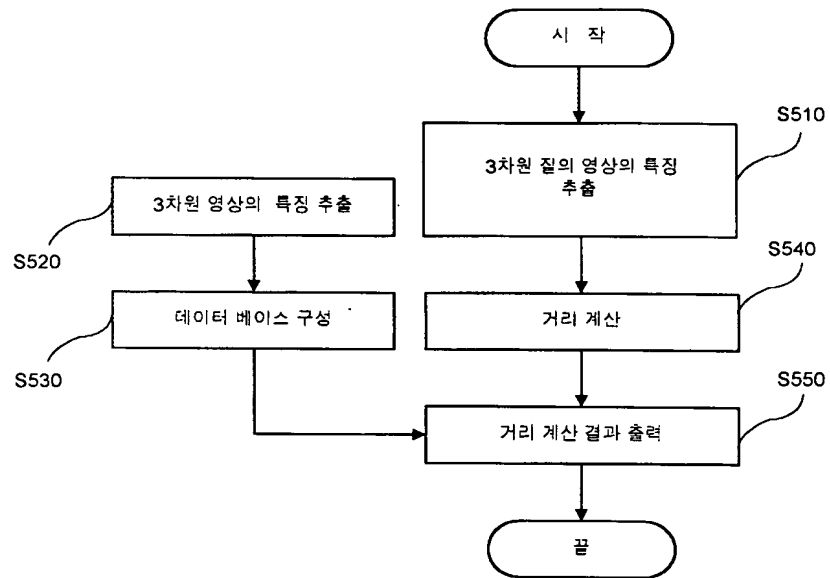 시 작
S510
3차원 질의 영상의 특징
추출
3차원 영상의 특징 추출
S520
S540
데이터 베이스 구성
거리 계산
S530
S550
거리 계산 결과 출력
끝